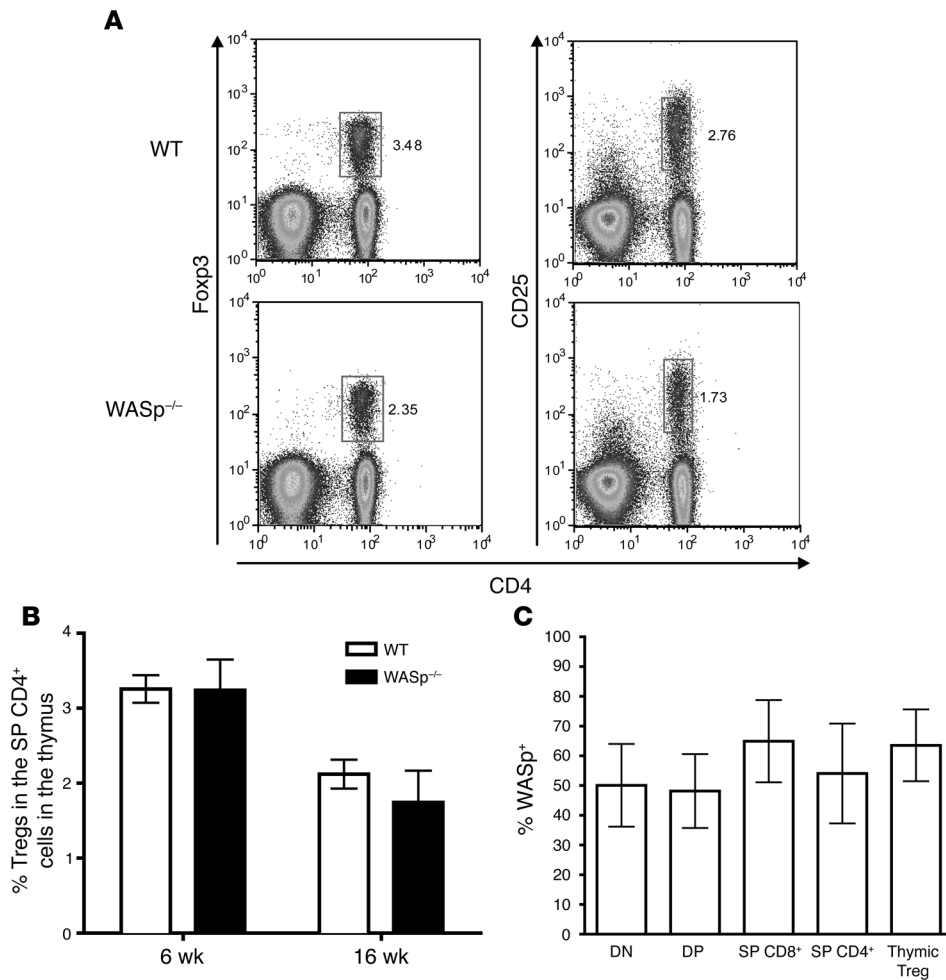 A
WT
Foxp3
10⁴
10³
10²
10¹
10⁰
10⁰ 10¹ 10² 10³ 10⁴
3.48
CD25
10⁴
10³
10²
10¹
10⁰
10⁰ 10¹ 10² 10³ 10⁴
2.76
WASp⁻/⁻
10⁴
10³
10²
10¹
10⁰
10⁰ 10¹ 10² 10³ 10⁴
2.35
10⁴
10³
10²
10¹
10⁰
10⁰ 10¹ 10² 10³ 10⁴
1.73
CD4
B
% Tregs in the SP CD4⁺
cells in the thymus
4
3
2
1
0
WT
WASp⁻/⁻
6 wk 16 wk
C
% WASp⁺
100
90
80
70
60
50
40
30
20
10
0
DN DP SP CD8⁺ SP CD4⁺ Thymic
Treg